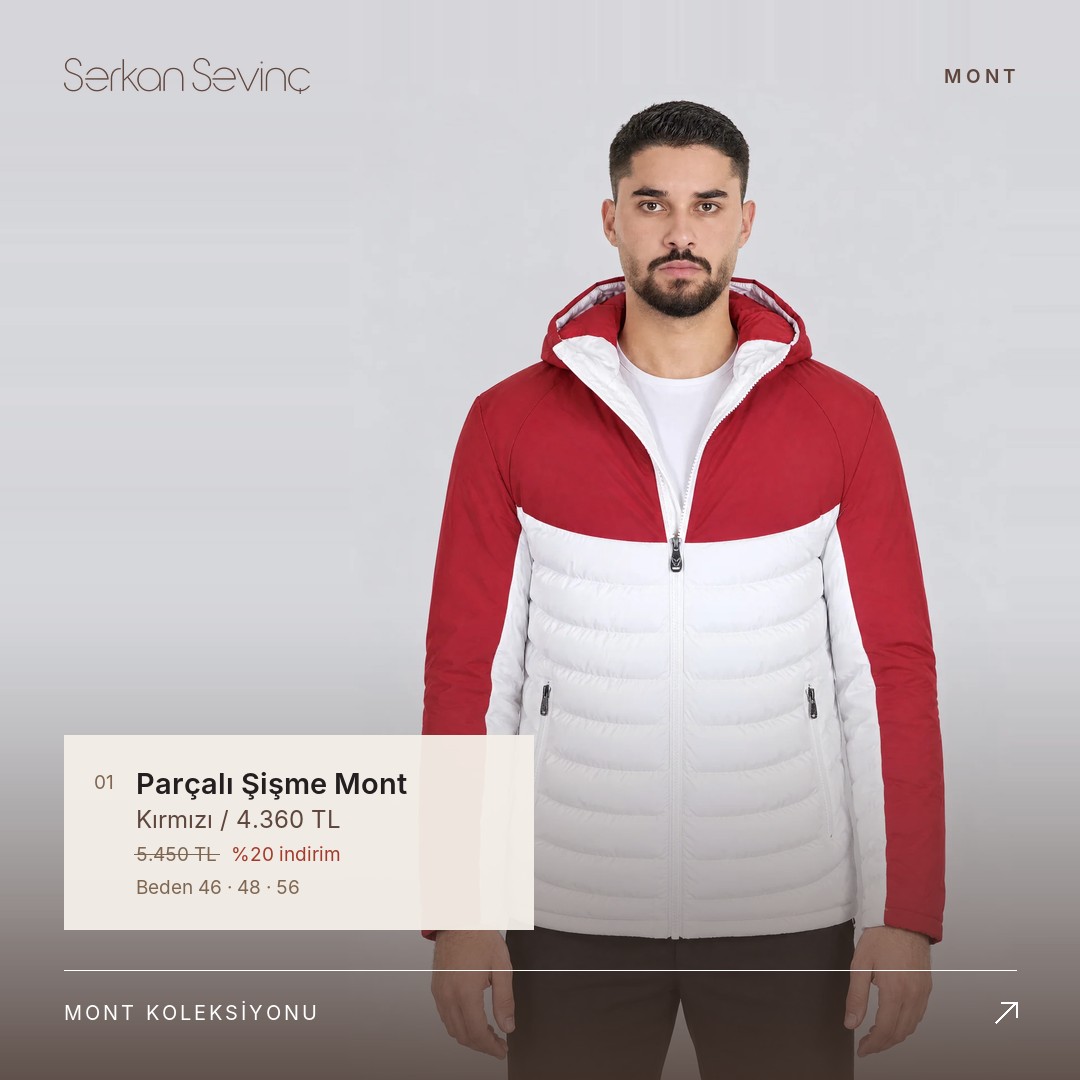 Serkan Sevinç
MONT
01 Parçalı Şişme Mont
Kırmızı / 4.360 TL
5.450 TL %20 indirim
Beden 46 · 48 · 56
MONT KOLEKSİYONU